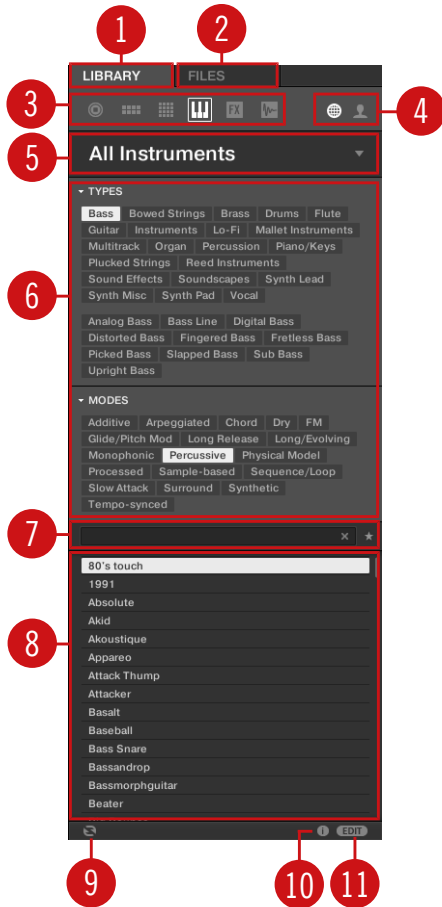 1
2
LIBRARY FILES
3
FX
4
5
All Instruments
TYPES
Bass Bowed Strings Brass Drums Flute
Guitar Instruments Lo-Fi Mallet Instruments
Multitrack Organ Percussion Piano/Keys
Plucked Strings Reed Instruments
Sound Effects Soundscapes Synth Lead
6
Synth Misc Synth Pad Vocal
Analog Bass Bass Line Digital Bass
Distorted Bass Fingered Bass Fretless Bass
Picked Bass Slapped Bass Sub Bass
Upright Bass
MODES
Additive Arpeggiated Chord Dry FM
Glide/Pitch Mod Long Release Long/Evolving
Monophonic Percussive Physical Model
Processed Sample-based Sequence/Loop
Slow Attack Surround Synthetic
Tempo-synced
7
80's touch
1991
Absolute
Akid
8
Akoustique
Appareo
Attack Thump
Attacker
Basalt
Baseball
Bass Snare
Bassandrop
Bassmorphguitar
Beater
i EDIT
9
10
11